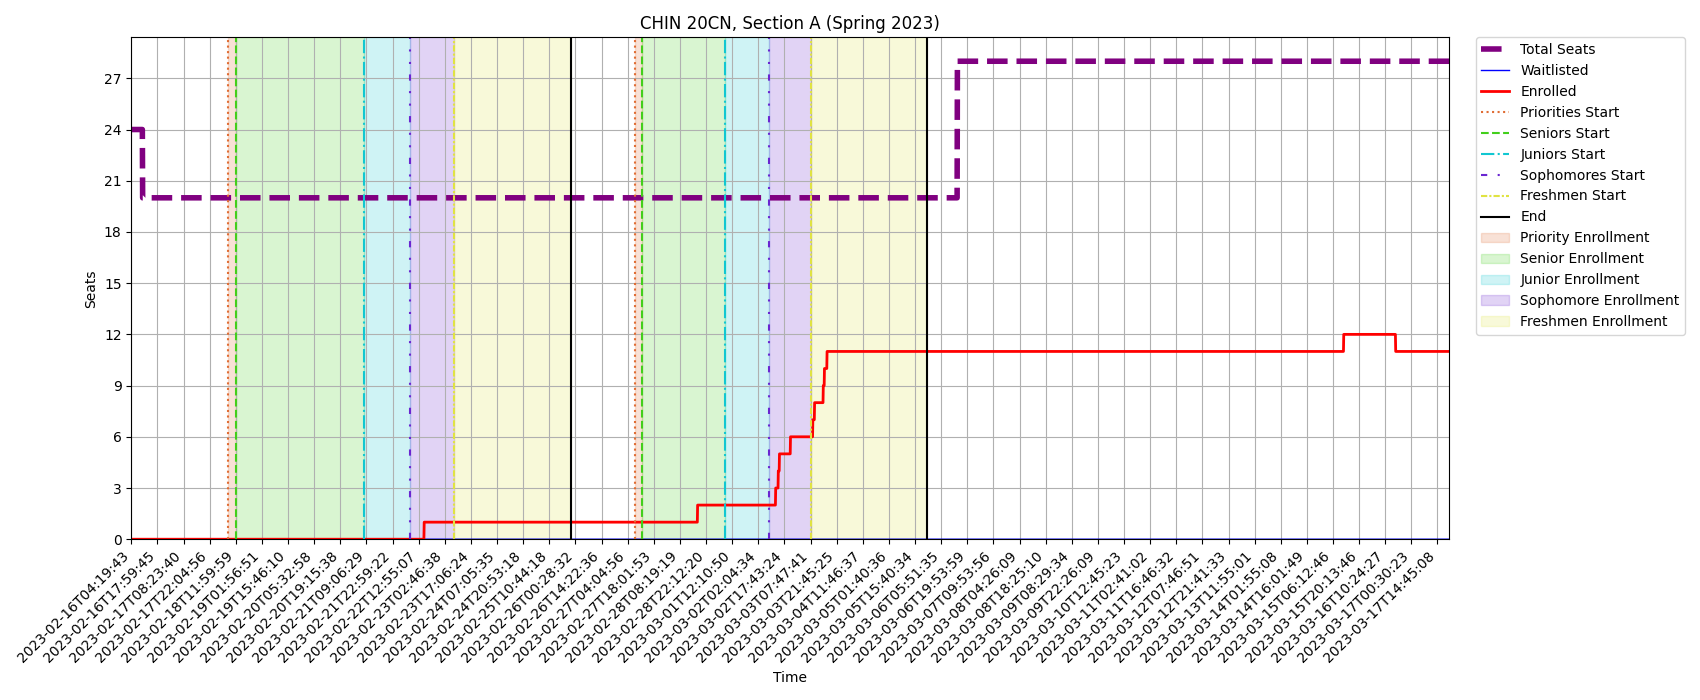 CHIN 20CN, Section A (Spring 2023)
Seats
27
24
21
18
15
12
9
6
3
0
2023-02-16T04:19:43
2023-02-16T17:59:45
2023-02-17T08:23:40
2023-02-17T22:04:56
2023-02-18T11:59:59
2023-02-19T01:56:51
2023-02-19T15:46:10
2023-02-20T05:32:58
2023-02-20T19:15:38
2023-02-21T09:06:29
2023-02-21T22:59:22
2023-02-22T12:55:07
2023-02-23T02:46:38
2023-02-23T17:06:24
2023-02-24T07:05:35
2023-02-24T20:53:18
2023-02-25T10:44:18
2023-02-26T00:28:32
2023-02-26T14:22:36
2023-02-27T04:04:56
2023-02-27T18:01:53
2023-02-28T08:19:19
2023-02-28T22:12:20
2023-03-01T12:10:50
2023-03-02T02:04:34
2023-03-02T17:43:24
2023-03-03T07:47:41
2023-03-03T21:45:25
2023-03-04T11:46:37
2023-03-05T01:40:36
2023-03-05T15:40:34
2023-03-06T05:51:35
2023-03-06T19:53:59
2023-03-07T09:53:56
2023-03-08T04:26:09
2023-03-08T18:25:10
2023-03-09T08:29:34
2023-03-09T22:26:09
2023-03-10T12:45:23
2023-03-11T02:41:02
2023-03-11T16:46:32
2023-03-12T07:46:51
2023-03-12T21:41:33
2023-03-13T11:55:01
2023-03-14T01:55:08
2023-03-14T16:01:49
2023-03-15T06:12:46
2023-03-15T20:13:46
2023-03-16T10:24:27
2023-03-17T00:30:23
2023-03-17T14:45:08
Time
Total Seats
Waitlisted
Enrolled
Priorities Start
Seniors Start
Juniors Start
Sophomores Start
Freshmen Start
End
Priority Enrollment
Senior Enrollment
Junior Enrollment
Sophomore Enrollment
Freshmen Enrollment